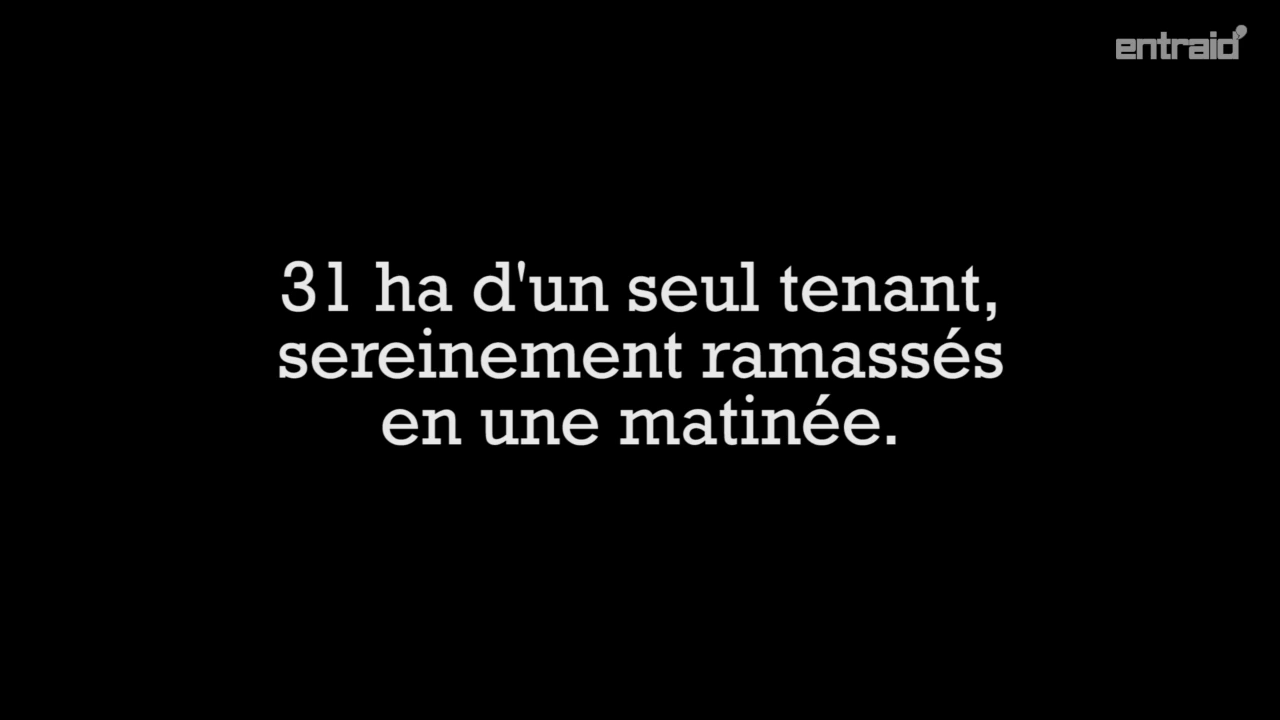 entraid'
31 ha d'un seul tenant,
sereinement ramassés
en une matinée.